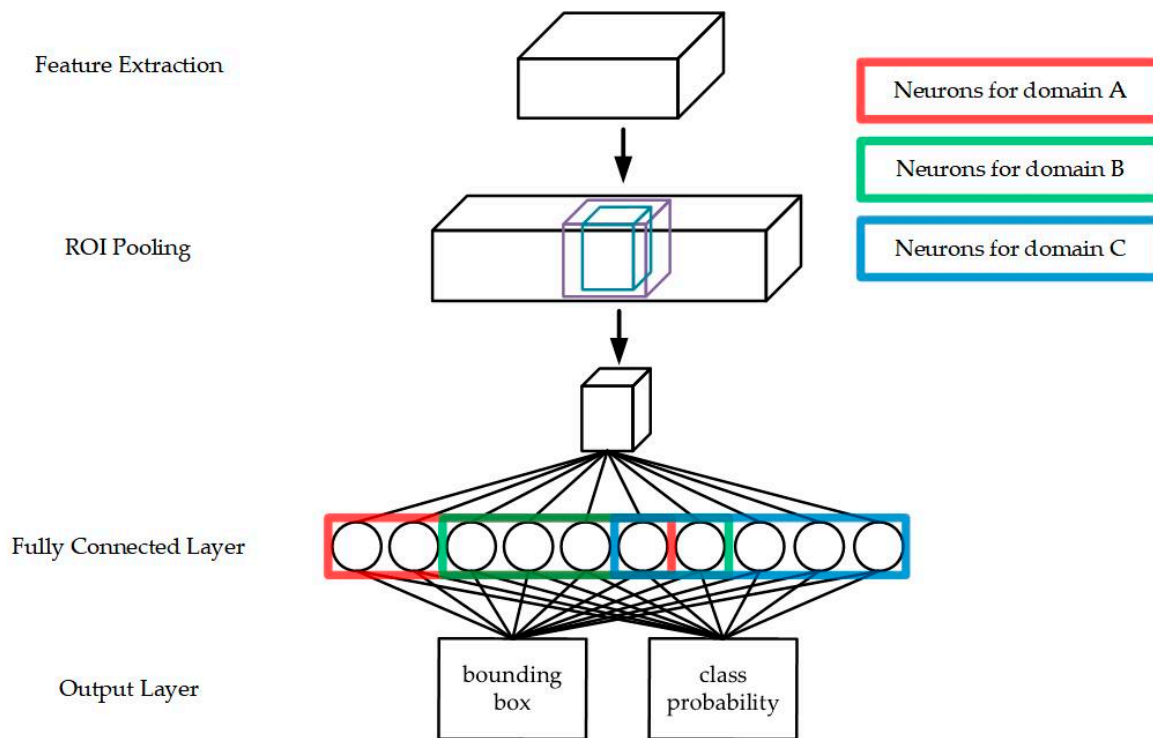 Feature Extraction
Neurons for domain A
Neurons for domain B
ROI Pooling
Neurons for domain C
Fully Connected Layer
Output Layer
bounding
box
class
probability